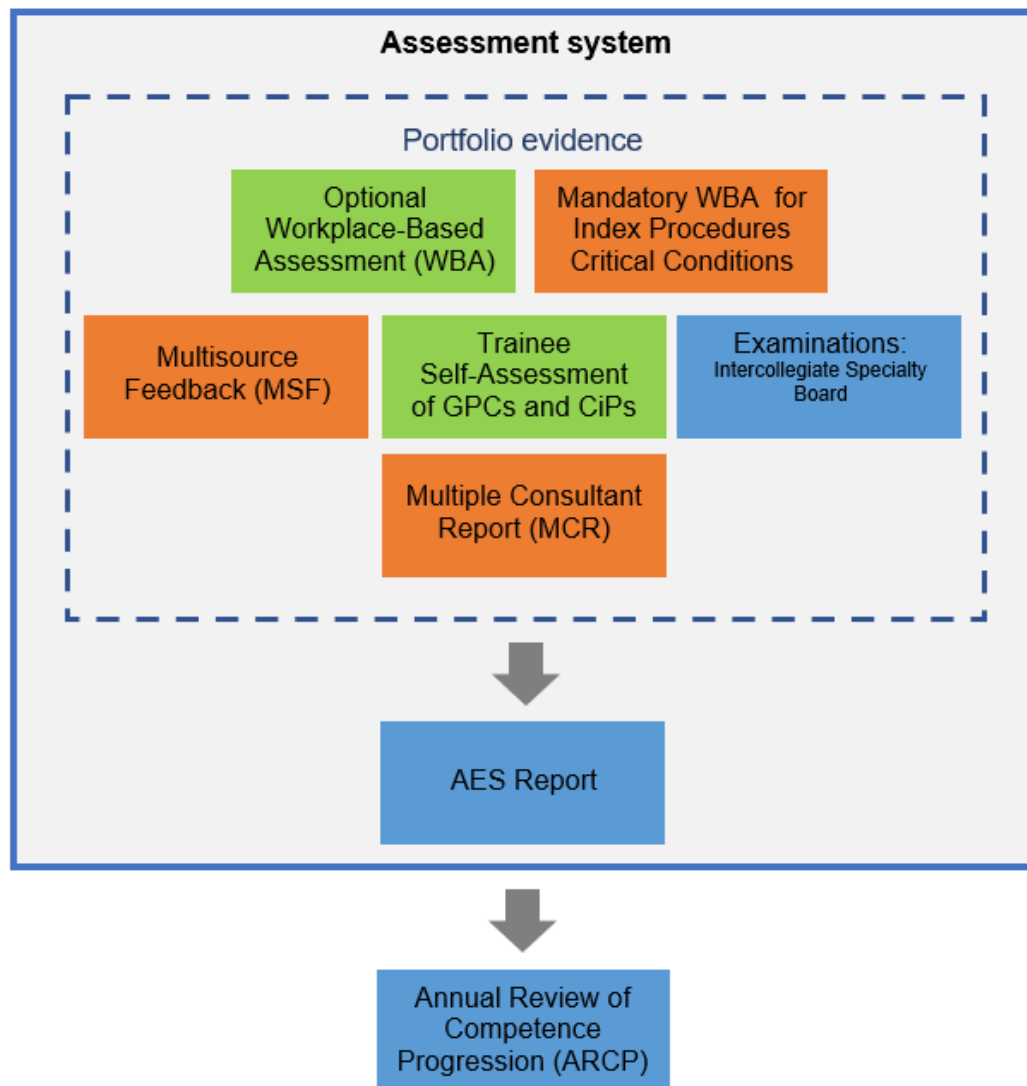 Assessment system
Portfolio evidence
Optional
Workplace-Based
Assessment (WBA)
Mandatory WBA for
Index Procedures
Critical Conditions
Multisource
Feedback (MSF)
Trainee
Self-Assessment
of GPCs and CiPs
Examinations:
Intercollegiate Specialty
Board
Multiple Consultant
Report (MCR)
AES Report
Annual Review of
Competence
Progression (ARCP)